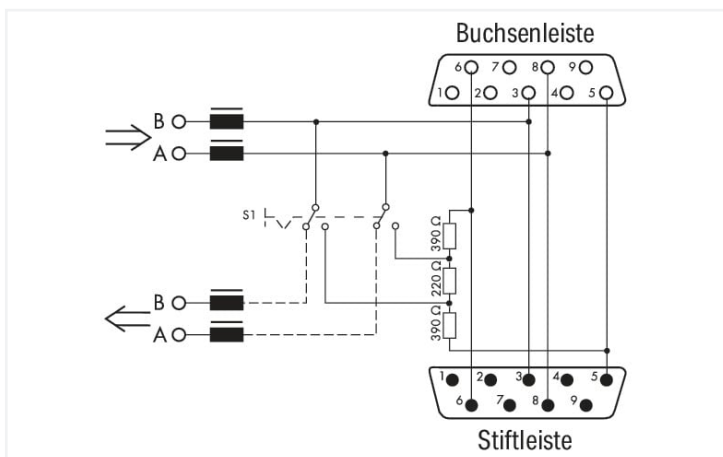 Buchsenleiste
6 7 8 9
1 2 3 4 5
B
A
S1
390 Ω
220 Ω
390 Ω
B
A
1 2 3 4 5
6 7 8 9
Stiftleiste